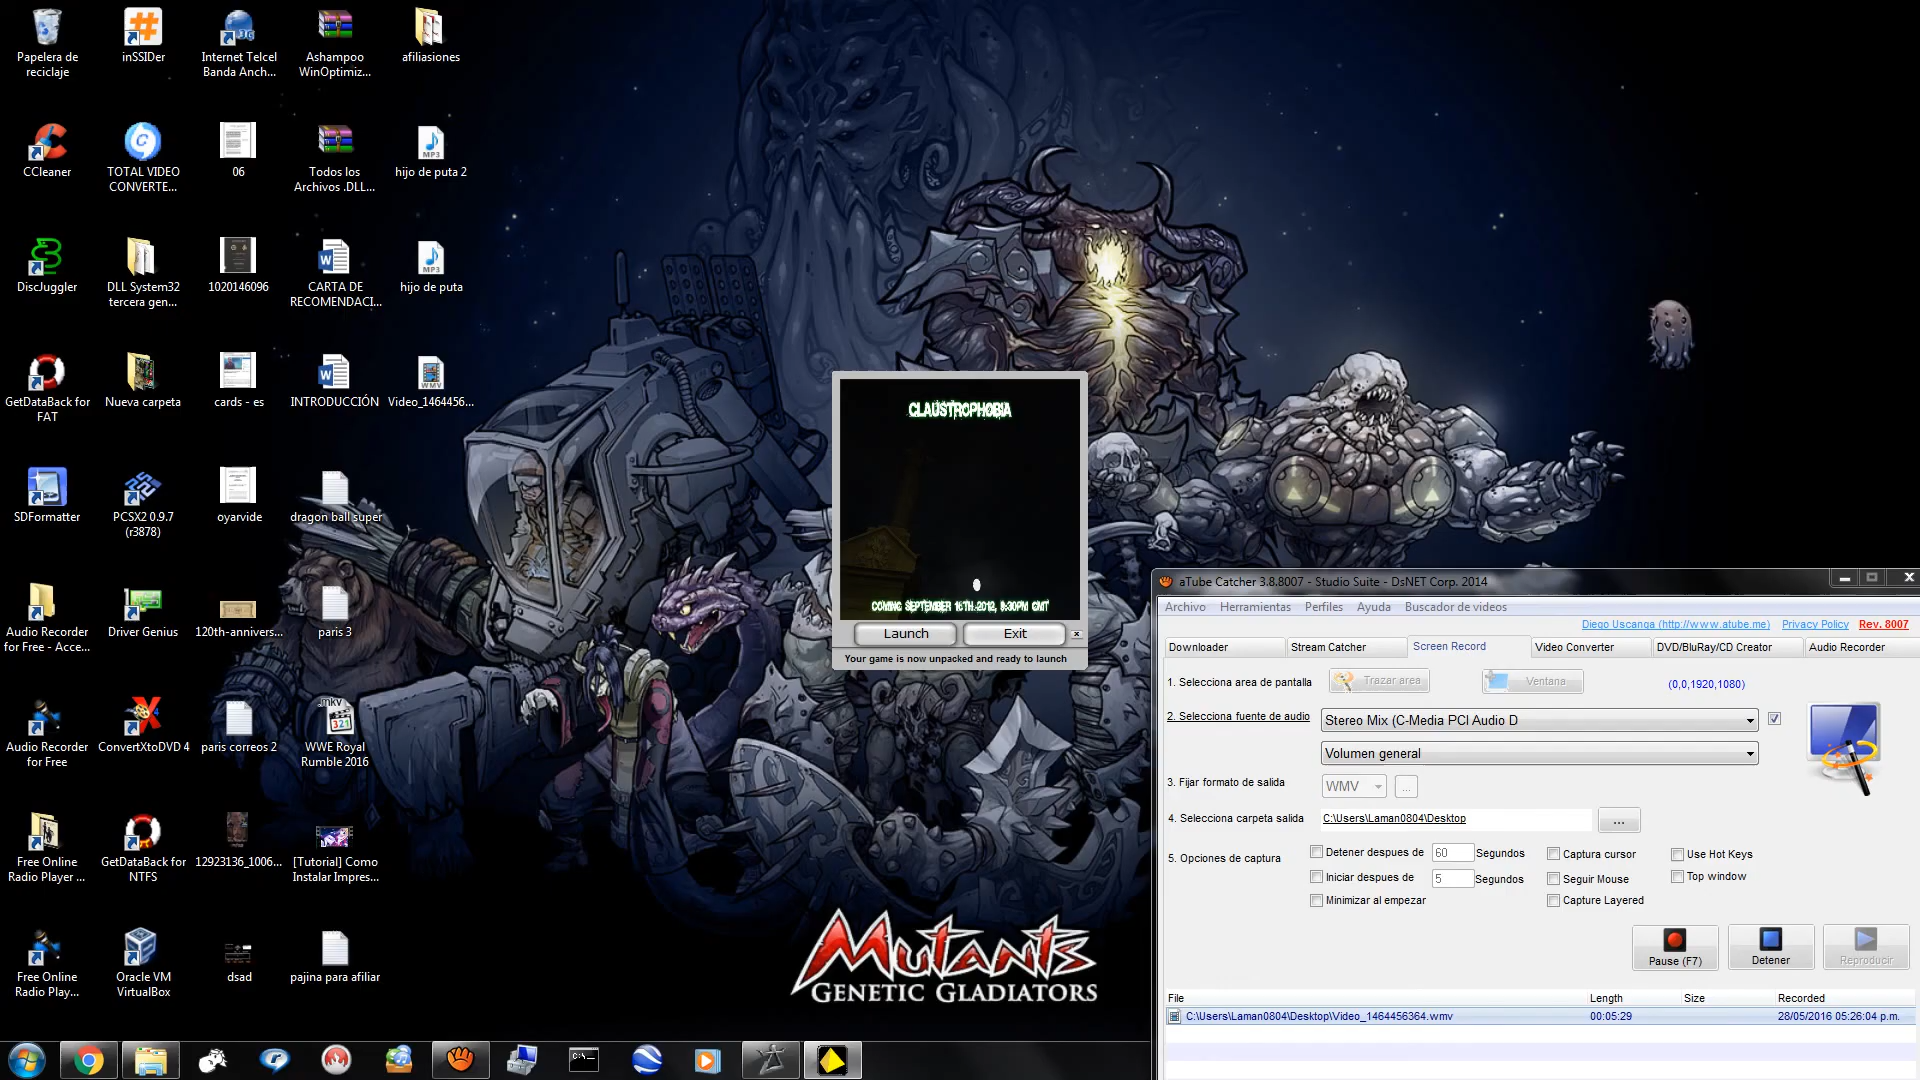 Papelera de
reciclaje
inSSIDer
Internet Telcel
Banda Anch...
Ashampoo
WinOptimiz...
afiliasiones
CCleaner
TOTAL VIDEO
CONVERTE...
06
Todos los
Archivos .DLL...
MP3
hijo de puta 2
DiscJuggler
DLL System32
tercera gen...
1020146096
CARTA DE
RECOMENDACI...
MP3
hijo de puta
GetDataBack for
FAT
Nueva carpeta
cards - es
INTRODUCCIÓN
WMV
Video_1464456...
SDFormatter
PCSX2 0.9.7
(r3878)
oyarvide
dragon ball super
Audio Recorder
for Free - Acce...
Driver Genius
120th-annivers...
paris 3
Audio Recorder
for Free
ConvertXtoDVD 4
paris correos 2
.mkv
321
WWE Royal
Rumble 2016
Free Online
Radio Player ...
GetDataBack for
NTFS
12923136_1006...
[Tutorial] Como
Instalar Impres...
Free Online
Radio Play...
Oracle VM
VirtualBox
dsad
pajina para afiliar
CLAUSTROPHOBIA
COMING SEPTEMBER 16TH 2012, 8:30PM GMT
Launch
Exit
Your game is now unpacked and ready to launch
MUTANTS
GENETIC GLADIATORS
aTube Catcher 3.8.8007 - Studio Suite - DsNET Corp. 2014
Archivo Herramientas Perfiles Ayuda Buscador de videos
Diego Uscanga (http://www.atube.me) Privacy Policy Rev. 8007
Downloader Stream Catcher Screen Record Video Converter DVD/BluRay/CD Creator Audio Recorder
1. Selecciona area de pantalla Trazar area Ventana (0,0,1920,1080)
2. Selecciona fuente de audio Stereo Mix (C-Media PCI Audio D
Volumen general
3. Fijar formato de salida WMV ...
4. Selecciona carpeta salida C:\Users\Laman0804\Desktop ...
5. Opciones de captura
Detener despues de 60 Segundos Captura cursor Use Hot Keys
Iniciar despues de 5 Segundos Seguir Mouse Top window
Minimizar al empezar Capture Layered
Pause (F7) Detener Reproducir
File Length Size Recorded
C:\Users\Laman0804\Desktop\Video_1464456364.wmv 00:05:29 28/05/2016 05:26:04 p.m.